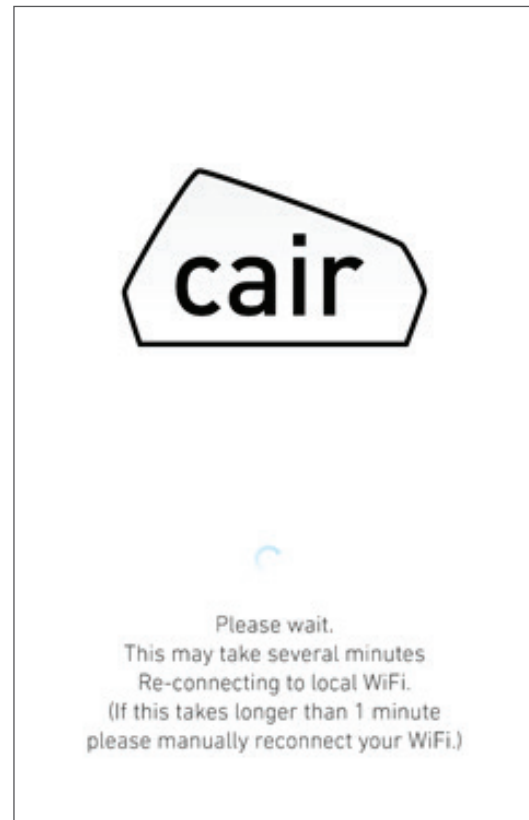 cair
Please wait.
This may take several minutes
Re-connecting to local WiFi.
(If this takes longer than 1 minute
please manually reconnect your WiFi.)